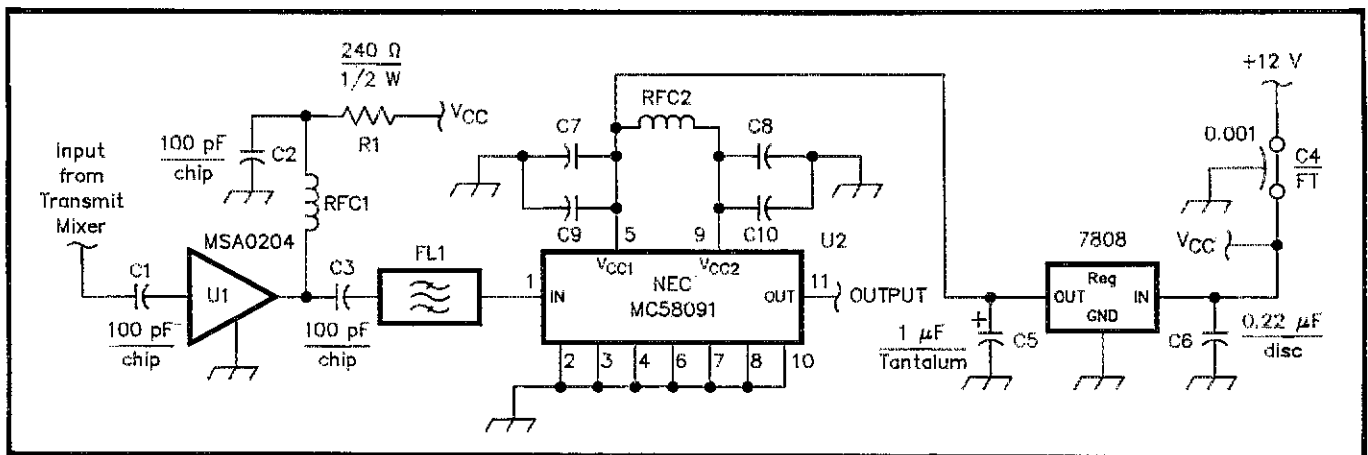 240 Ω
1/2 W
R1
VCC
100 pF
chip
C2
RFC1
Input
from
Transmit
Mixer
MSA0204
C1
U1
100 pF
chip
C3
100 pF
chip
FL1
RFC2
C7
C8
C9
C10
5
9
U2
VCC1
VCC2
NEC
MC58091
1
IN
OUT
11
OUTPUT
2
3
4
6
7
8
10
+12 V
0.001
C4
FT
VCC
7808
OUT
Reg
IN
GND
1 µF
Tantalum
+
C5
C6
0.22 µF
disc